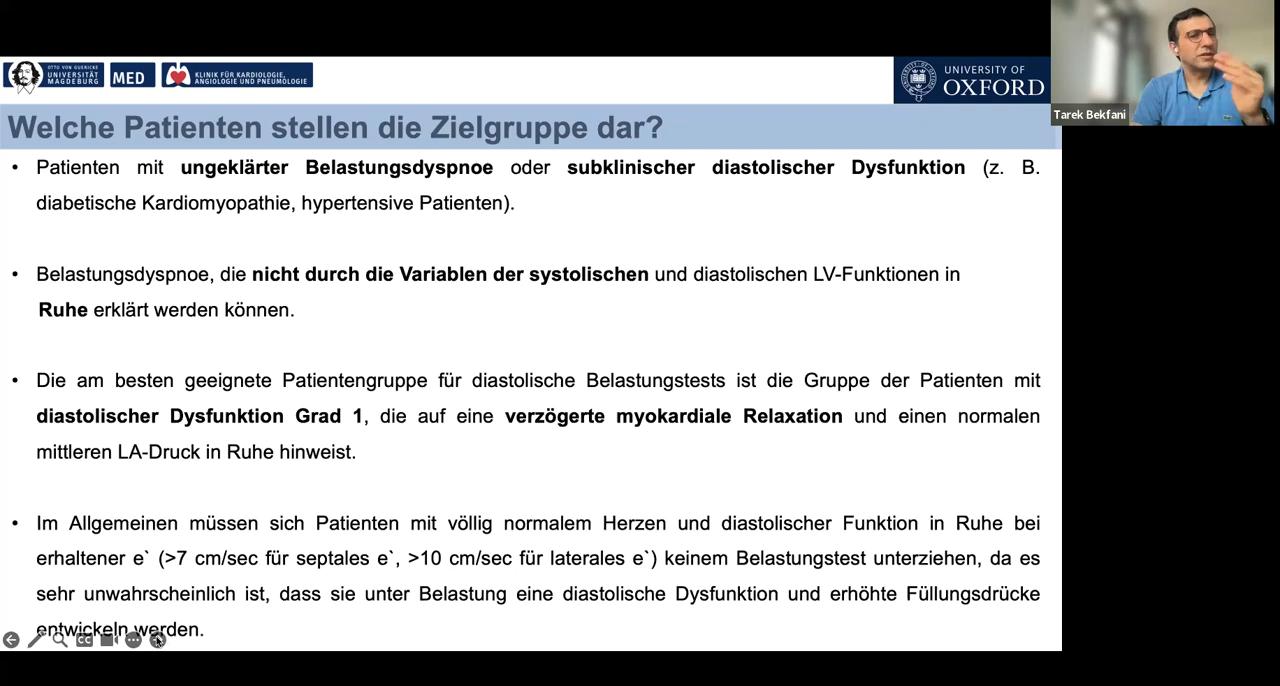 OTTO VON GUERICKE
UNIVERSITÄT
MAGDEBURG
MED
KLINIK FÜR KARDIOLOGIE,
ANGIOLOGIE UND PNEUMOLOGIE
UNIVERSITY OF
OXFORD
Tarek Bekfani
Welche Patienten stellen die Zielgruppe dar?
• Patienten mit ungeklärter Belastungsdyspnoe oder subklinischer diastolischer Dysfunktion (z. B.
diabetische Kardiomyopathie, hypertensive Patienten).
• Belastungsdyspnoe, die nicht durch die Variablen der systolischen und diastolischen LV-Funktionen in
Ruhe erklärt werden können.
• Die am besten geeignete Patientengruppe für diastolische Belastungstests ist die Gruppe der Patienten mit
diastolischer Dysfunktion Grad 1, die auf eine verzögerte myokardiale Relaxation und einen normalen
mittleren LA-Druck in Ruhe hinweist.
• Im Allgemeinen müssen sich Patienten mit völlig normalem Herzen und diastolischer Funktion in Ruhe bei
erhaltener e` (>7 cm/sec für septales e`, >10 cm/sec für laterales e`) keinem Belastungstest unterziehen, da es
sehr unwahrscheinlich ist, dass sie unter Belastung eine diastolische Dysfunktion und erhöhte Füllungsdrücke
entwickeln werden.
CC